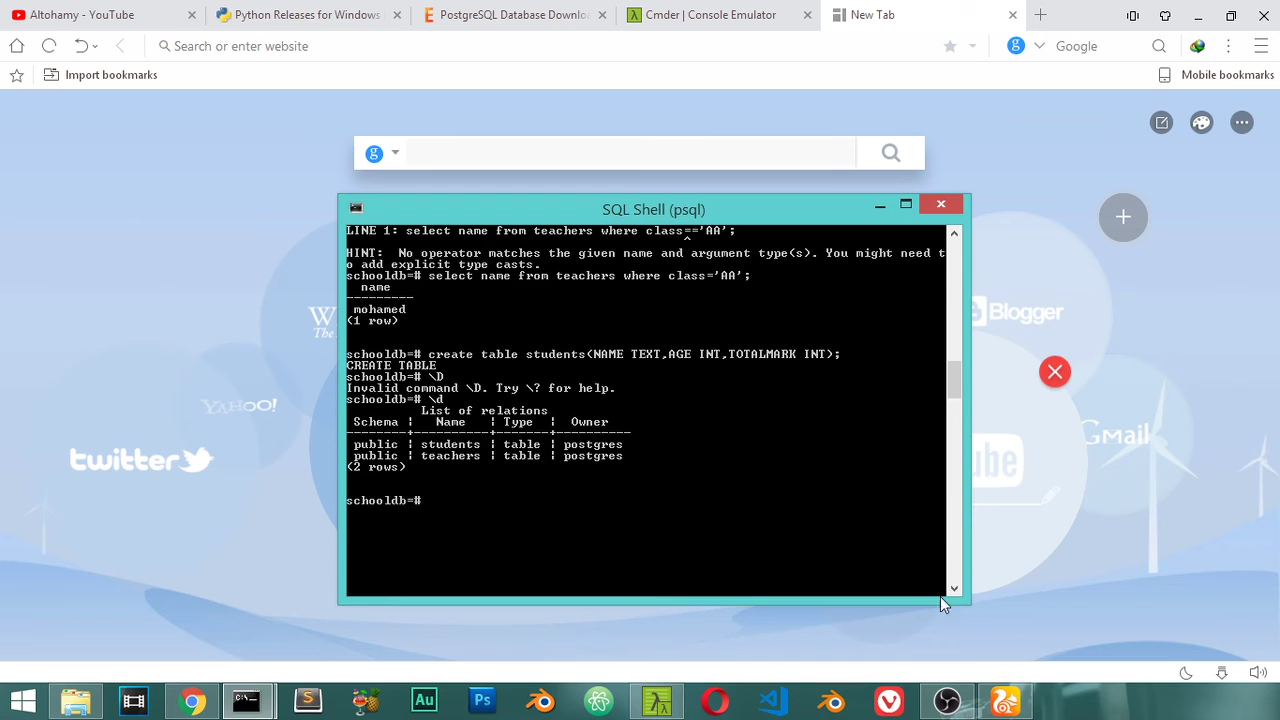 Altohamy - YouTube
Python Releases for Windows
PostgreSQL Database Downloa
Cmder | Console Emulator
New Tab
Search or enter website
Google
Import bookmarks
Mobile bookmarks
SQL Shell (psql)
LINE 1: select name from teachers where class=='AA';
^
HINT:  No operator matches the given name and argument type(s). You might need t
o add explicit type casts.
schooldb=# select name from teachers where class='AA';
name
---------
mohamed
(1 row)
schooldb=# create table students(NAME TEXT,AGE INT,TOTALMARK INT);
CREATE TABLE
schooldb=# \D
Invalid command \D. Try \? for help.
schooldb=# \d
List of relations
Schema | Name | Type | Owner
--------+----------+-------+----------
public | students | table | postgres
public | teachers | table | postgres
(2 rows)
schooldb=#
W
The
Blogger
YAHOO!
twitter
ube
Gmail
Au
Ps